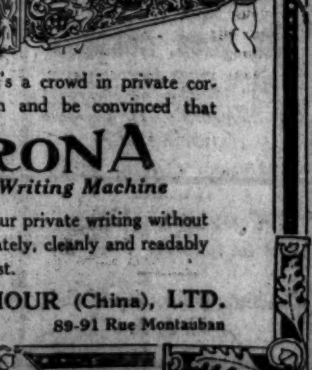 's a crowd in private cor-
and be convinced that
RONA
Writing Machine
ur private writing without
ately, cleanly and readably
st.
OUR (China), LTD.
89-91 Rue Montauban